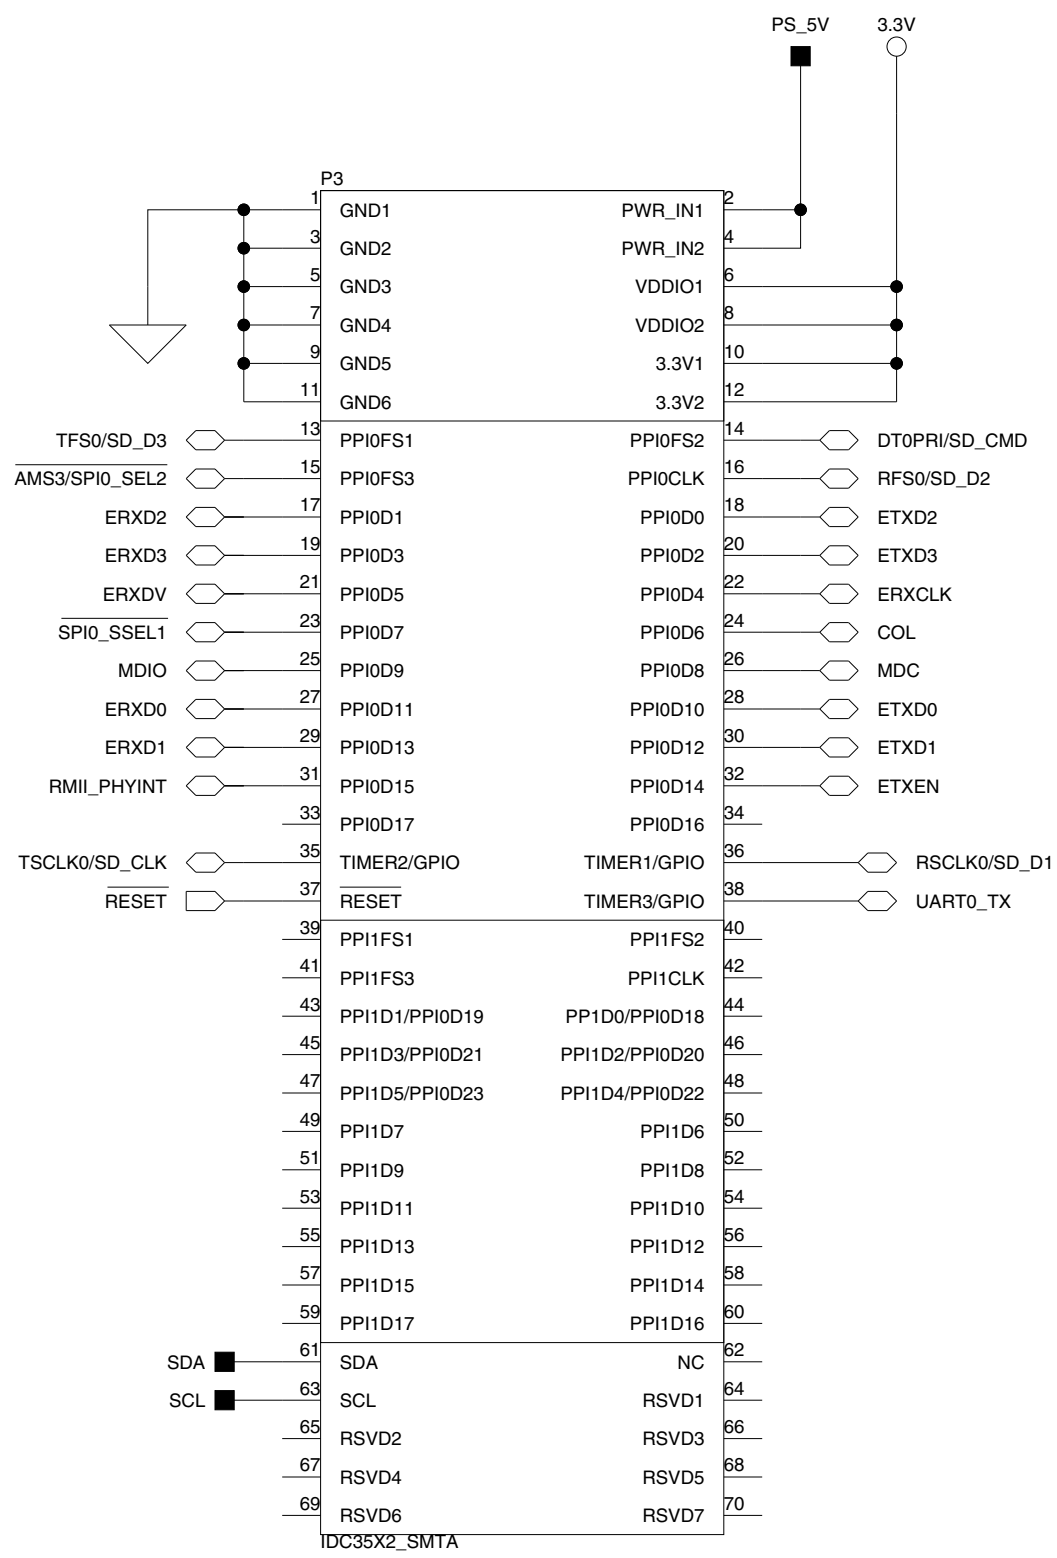 PS_5V 3.3V
P3
1 GND1 PWR_IN1 2
3 GND2 PWR_IN2 4
5 GND3 VDDIO1 6
7 GND4 VDDIO2 8
9 GND5 3.3V1 10
11 GND6 3.3V2 12
TFS0/SD_D3 13 PPI0FS1 PPI0FS2 14 DT0PRI/SD_CMD
AMS3/SPI0_SEL2 15 PPI0FS3 PPI0CLK 16 RFS0/SD_D2
ERXD2 17 PPI0D1 PPI0D0 18 ETXD2
ERXD3 19 PPI0D3 PPI0D2 20 ETXD3
ERXDV 21 PPI0D5 PPI0D4 22 ERXCLK
SPI0_SSEL1 23 PPI0D7 PPI0D6 24 COL
MDIO 25 PPI0D9 PPI0D8 26 MDC
ERXD0 27 PPI0D11 PPI0D10 28 ETXD0
ERXD1 29 PPI0D13 PPI0D12 30 ETXD1
RMII_PHYINT 31 PPI0D15 PPI0D14 32 ETXEN
33 PPI0D17 PPI0D16 34
TSCLK0/SD_CLK 35 TIMER2/GPIO TIMER1/GPIO 36 RSCLK0/SD_D1
RESET 37 RESET TIMER3/GPIO 38 UART0_TX
39 PPI1FS1 PPI1FS2 40
41 PPI1FS3 PPI1CLK 42
43 PPI1D1/PPI0D19 PP1D0/PPI0D18 44
45 PPI1D3/PPI0D21 PPI1D2/PPI0D20 46
47 PPI1D5/PPI0D23 PPI1D4/PPI0D22 48
49 PPI1D7 PPI1D6 50
51 PPI1D9 PPI1D8 52
53 PPI1D11 PPI1D10 54
55 PPI1D13 PPI1D12 56
57 PPI1D15 PPI1D14 58
59 PPI1D17 PPI1D16 60
SDA 61 SDA NC 62
SCL 63 SCL RSVD1 64
65 RSVD2 RSVD3 66
67 RSVD4 RSVD5 68
69 RSVD6 RSVD7 70
IDC35X2_SMTA